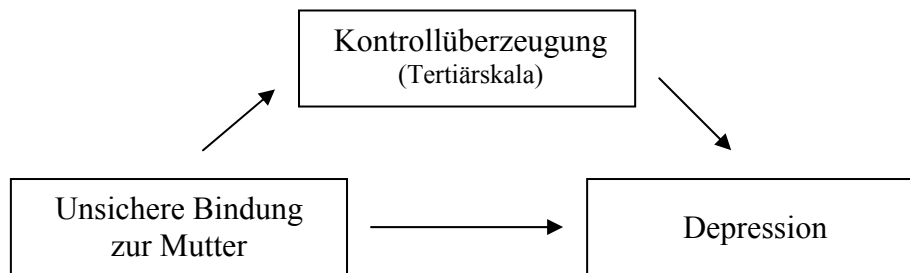 Kontrollüberzeugung
(Tertiärskala)
Unsichere Bindung
zur Mutter
Depression